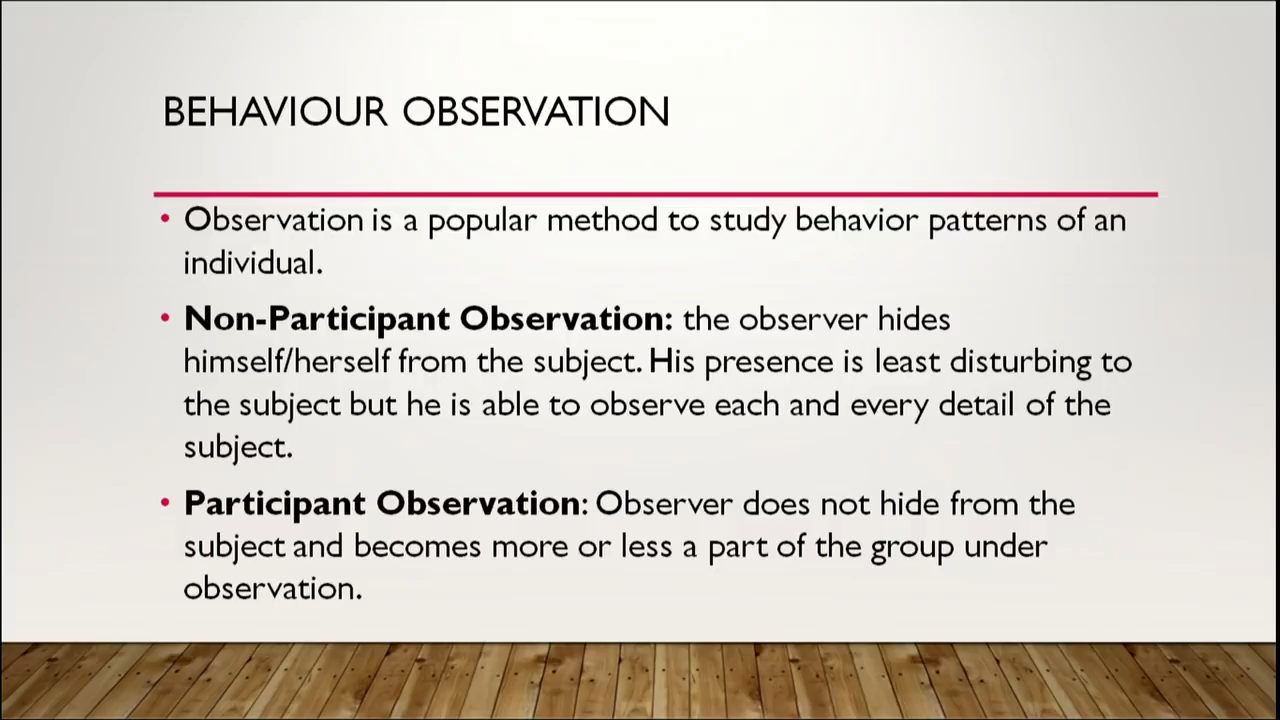 BEHAVIOUR OBSERVATION
• Observation is a popular method to study behavior patterns of an
individual.
• Non-Participant Observation: the observer hides
himself/herself from the subject. His presence is least disturbing to
the subject but he is able to observe each and every detail of the
subject.
• Participant Observation: Observer does not hide from the
subject and becomes more or less a part of the group under
observation.